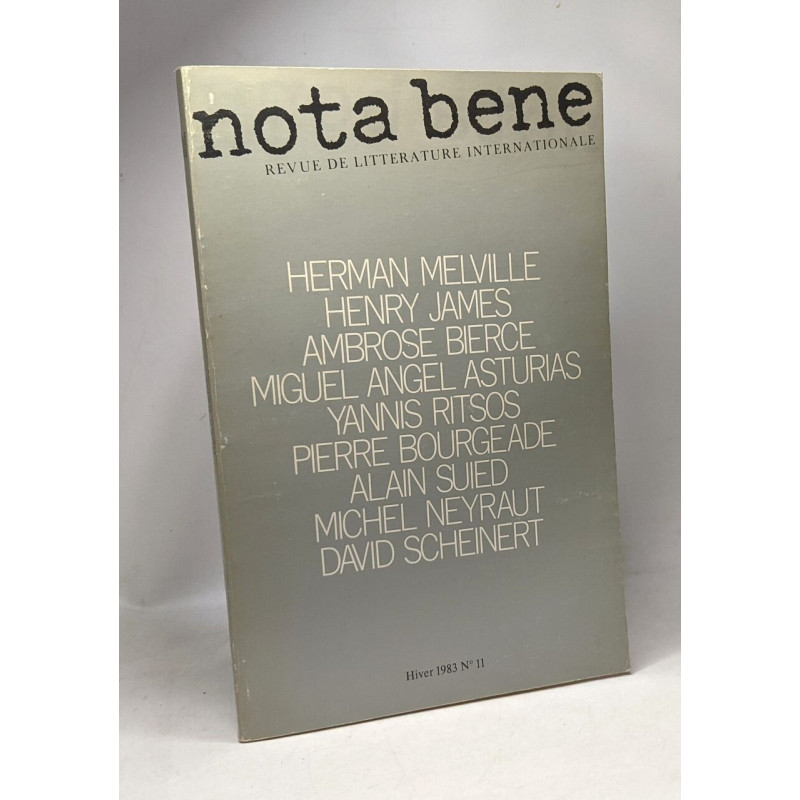 nota bene
REVUE DE LITTERATURE INTERNATIONALE
HERMAN MELVILLE
HENRY JAMES
AMBROSE BIERCE
MIGUEL ANGEL ASTURIAS
YANNIS RITSOS
PIERRE BOURGEADE
ALAIN SUIED
MICHEL NEYRAUT
DAVID SCHEINERT
Hiver 1983 N° 11